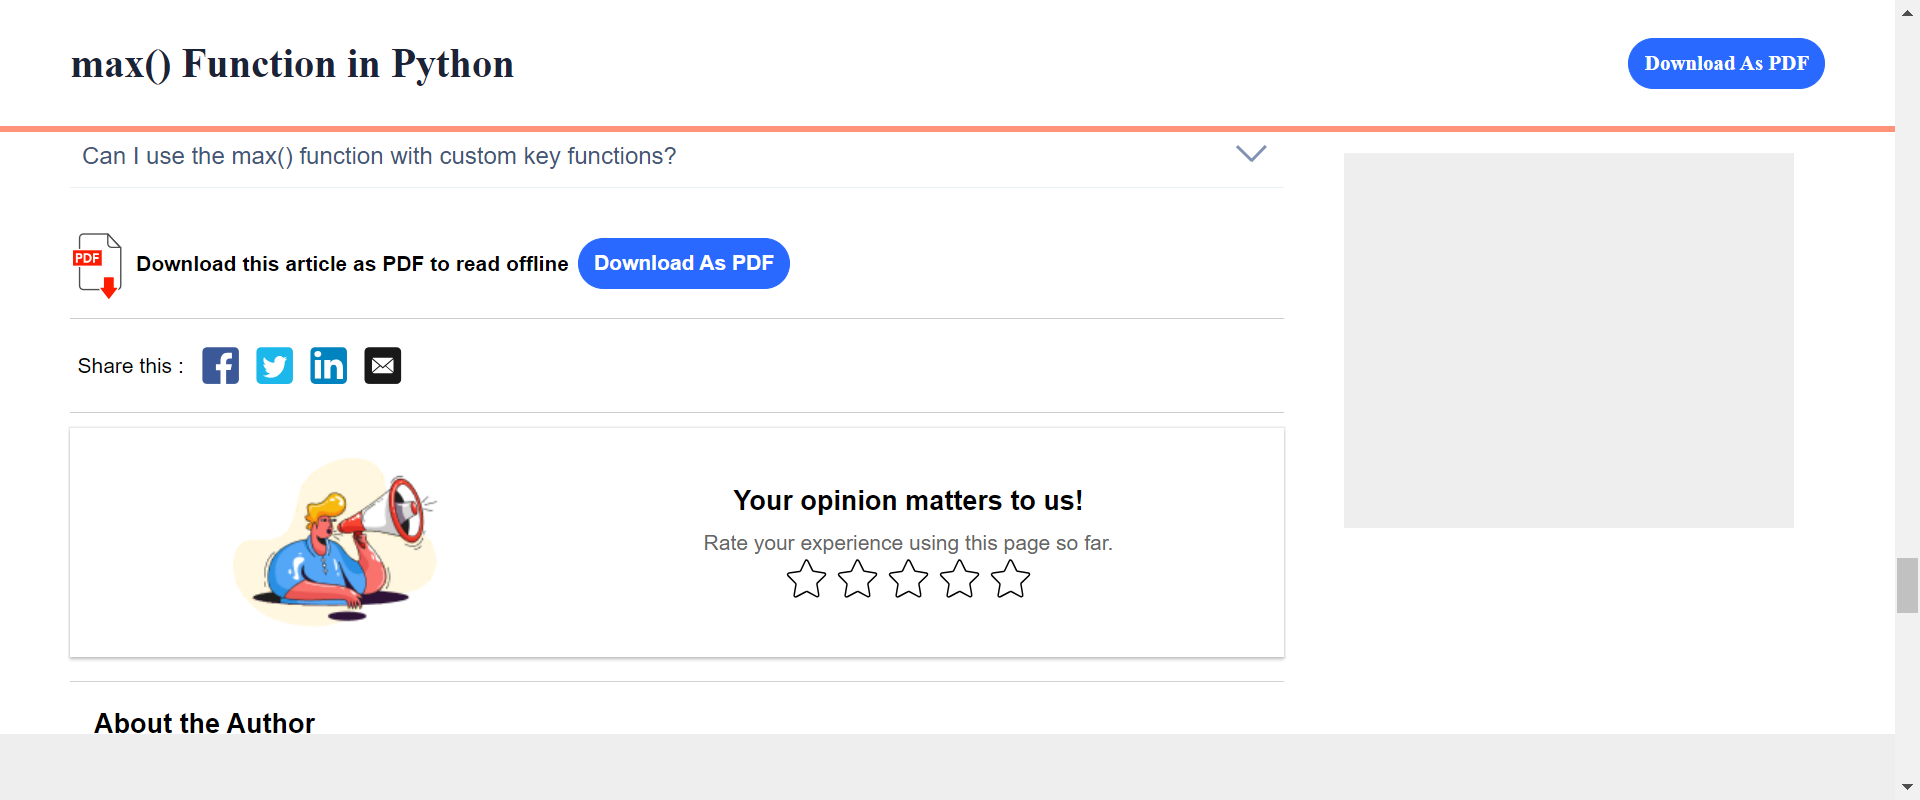 max() Function in Python
Download As PDF
Can I use the max() function with custom key functions?
PDF
Download this article as PDF to read offline
Download As PDF
Share this :
f
in
Your opinion matters to us!
Rate your experience using this page so far.
About the Author